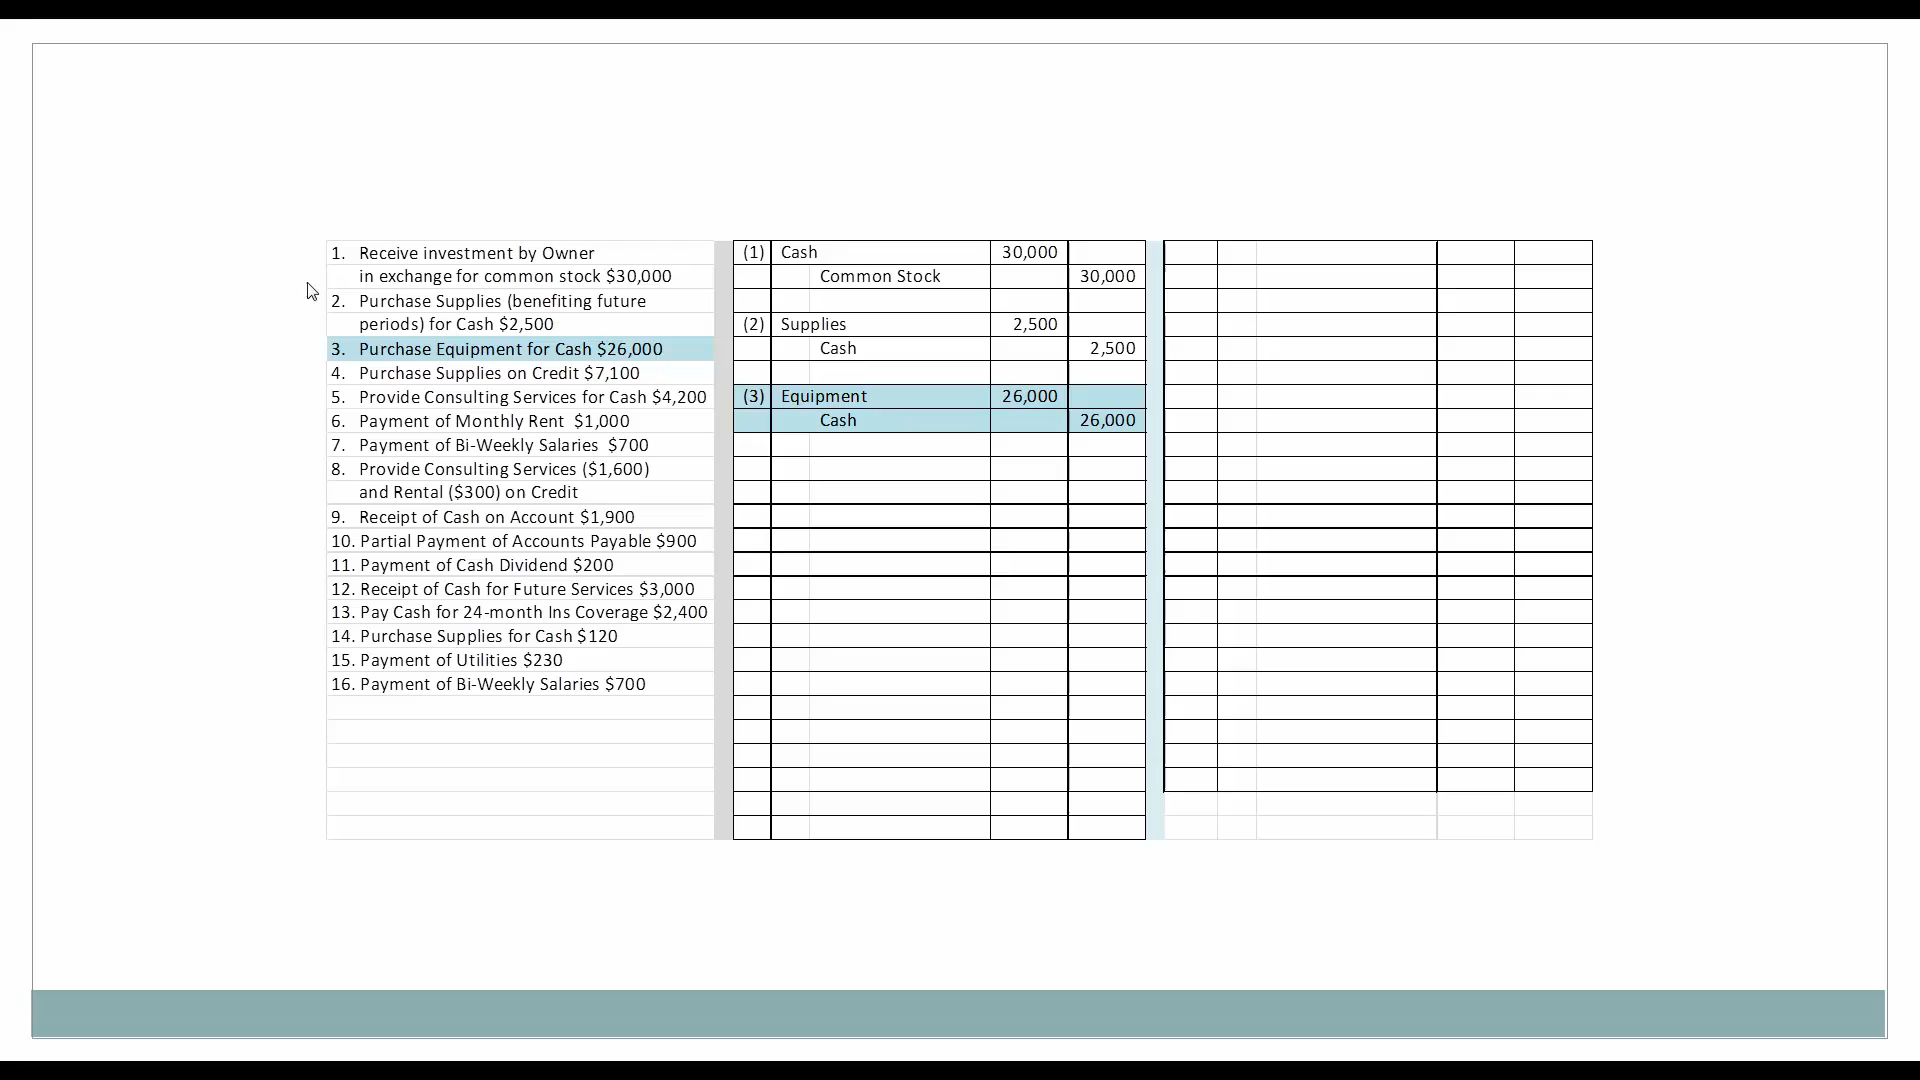 1. Receive investment by Owner
in exchange for common stock $30,000
2. Purchase Supplies (benefiting future
periods) for Cash $2,500
3. Purchase Equipment for Cash $26,000
4. Purchase Supplies on Credit $7,100
5. Provide Consulting Services for Cash $4,200
6. Payment of Monthly Rent $1,000
7. Payment of Bi-Weekly Salaries $700
8. Provide Consulting Services ($1,600)
and Rental ($300) on Credit
9. Receipt of Cash on Account $1,900
10. Partial Payment of Accounts Payable $900
11. Payment of Cash Dividend $200
12. Receipt of Cash for Future Services $3,000
13. Pay Cash for 24-month Ins Coverage $2,400
14. Purchase Supplies for Cash $120
15. Payment of Utilities $230
16. Payment of Bi-Weekly Salaries $700
(1) Cash 30,000
Common Stock 30,000
(2) Supplies 2,500
Cash 2,500
(3) Equipment 26,000
Cash 26,000